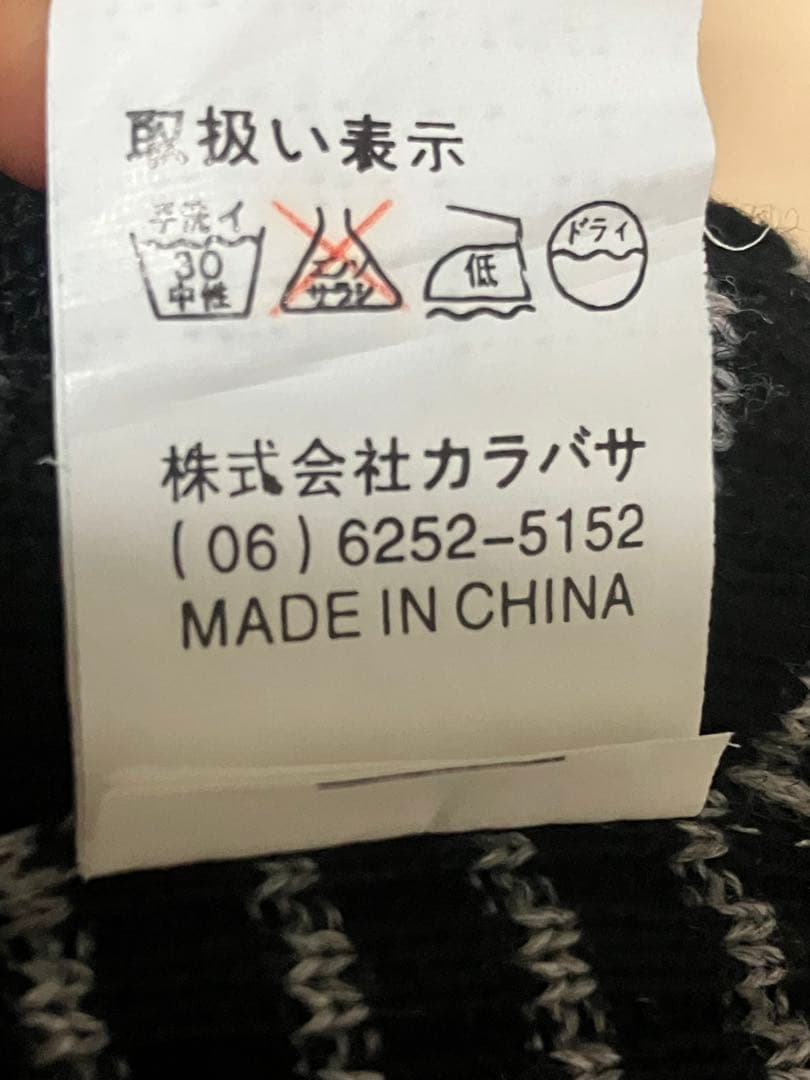 取扱い表示
手洗イ
30
中性
エンソ
サラシ
低
ドライ
株式会社カラバサ
(06) 6252-5152
MADE IN CHINA